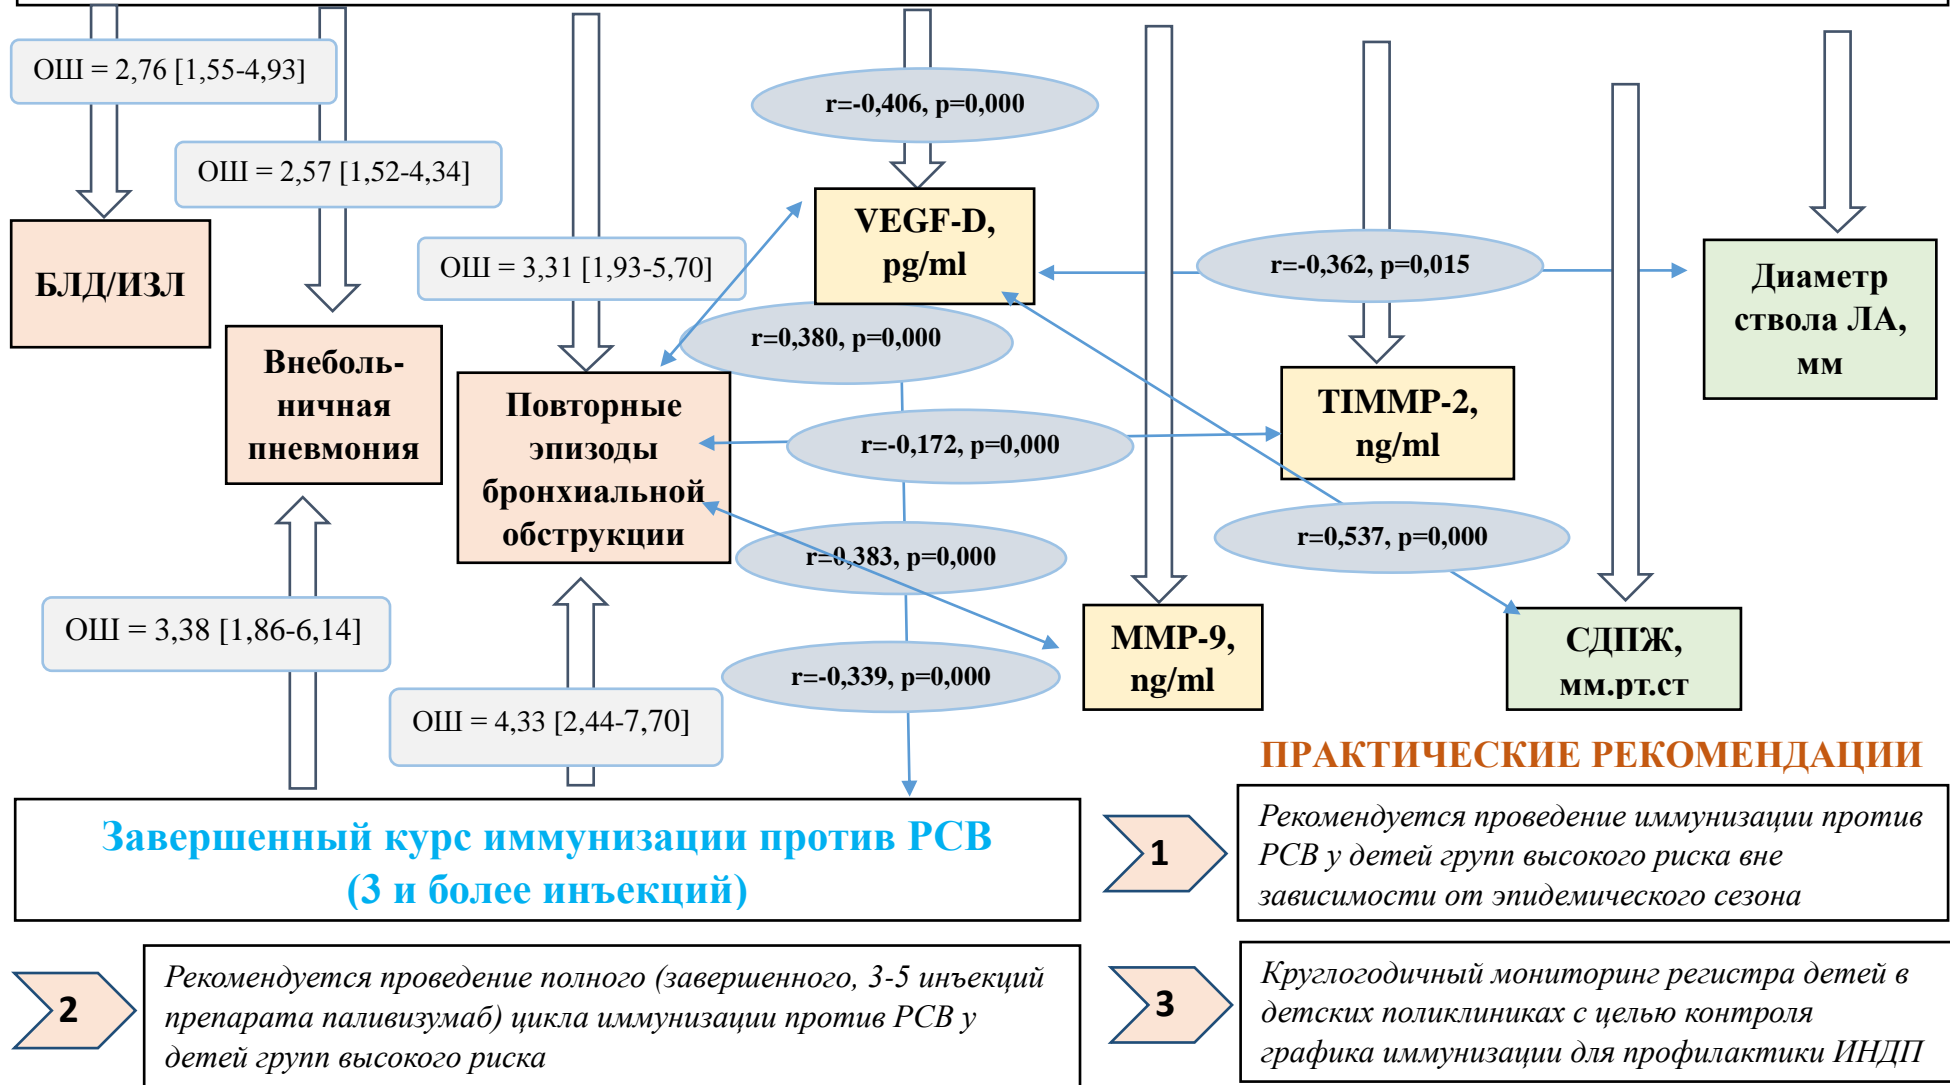 ОШ = 2,76 [1,55-4,93]
r=-0,406, p=0,000
ОШ = 2,57 [1,52-4,34]
VEGF-D,
pg/ml
ОШ = 3,31 [1,93-5,70]
r=-0,362, p=0,015
БЛД/ИЗЛ
Диаметр
ствола ЛА,
мм
r=0,380, p=0,000
Внеболь-
ничная
пневмония
Повторные
эпизоды
бронхиальной
обструкции
TIMMP-2,
ng/ml
r=-0,172, p=0,000
r=0,537, p=0,000
r=0,383, p=0,000
ОШ = 3,38 [1,86-6,14]
MMP-9,
ng/ml
СДПЖ,
мм.рт.ст
r=-0,339, p=0,000
ОШ = 4,33 [2,44-7,70]
ПРАКТИЧЕСКИЕ РЕКОМЕНДАЦИИ
Завершенный курс иммунизации против РСВ
(3 и более инъекций)
1
Рекомендуется проведение иммунизации против
РСВ у детей групп высокого риска вне
зависимости от эпидемического сезона
2
Рекомендуется проведение полного (завершенного, 3-5 инъекций
препарата паливизумаб) цикла иммунизации против РСВ у
детей групп высокого риска
3
Круглогодичный мониторинг регистра детей в
детских поликлиниках с целью контроля
графика иммунизации для профилактики ИНДП